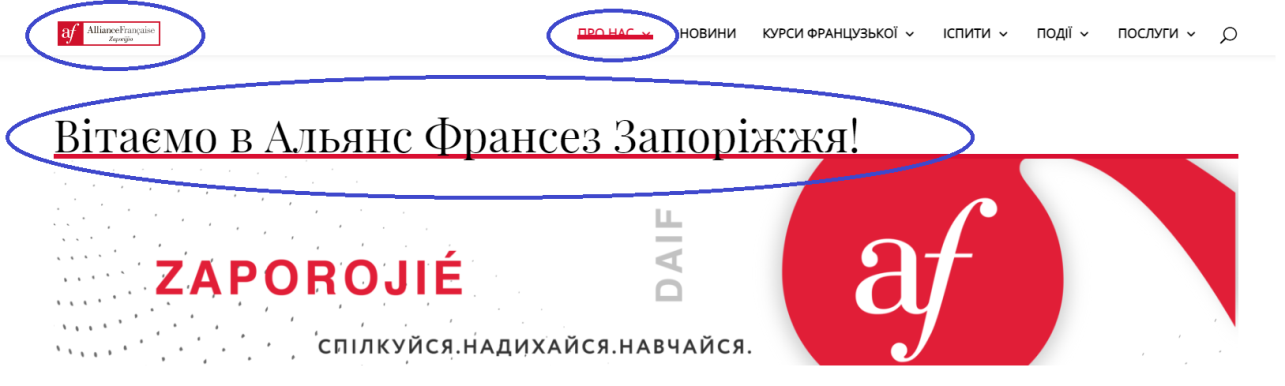 af AllianceFrançaise
Zaporijjia
ПРО НАС НОВИНИ КУРСИ ФРАНЦУЗЬКОЇ ІСПИТИ ПОДІЇ ПОСЛУГИ
Вітаємо в Альянс Франсез Запоріжжя!
DAIF
af
ZAPOROJIÉ
СПІЛКУЙСЯ.НАДИХАЙСЯ.НАВЧАЙСЯ.